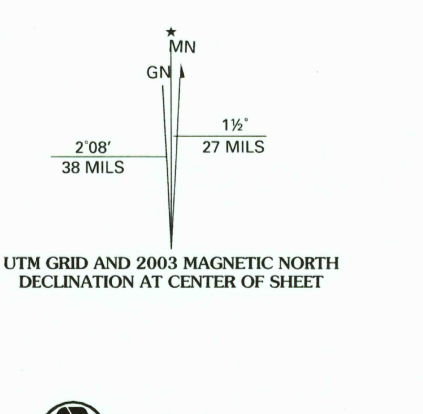 ★
MN
GN
1½°
27 MILS
2°08'
38 MILS
UTM GRID AND 2003 MAGNETIC NORTH
DECLINATION AT CENTER OF SHEET